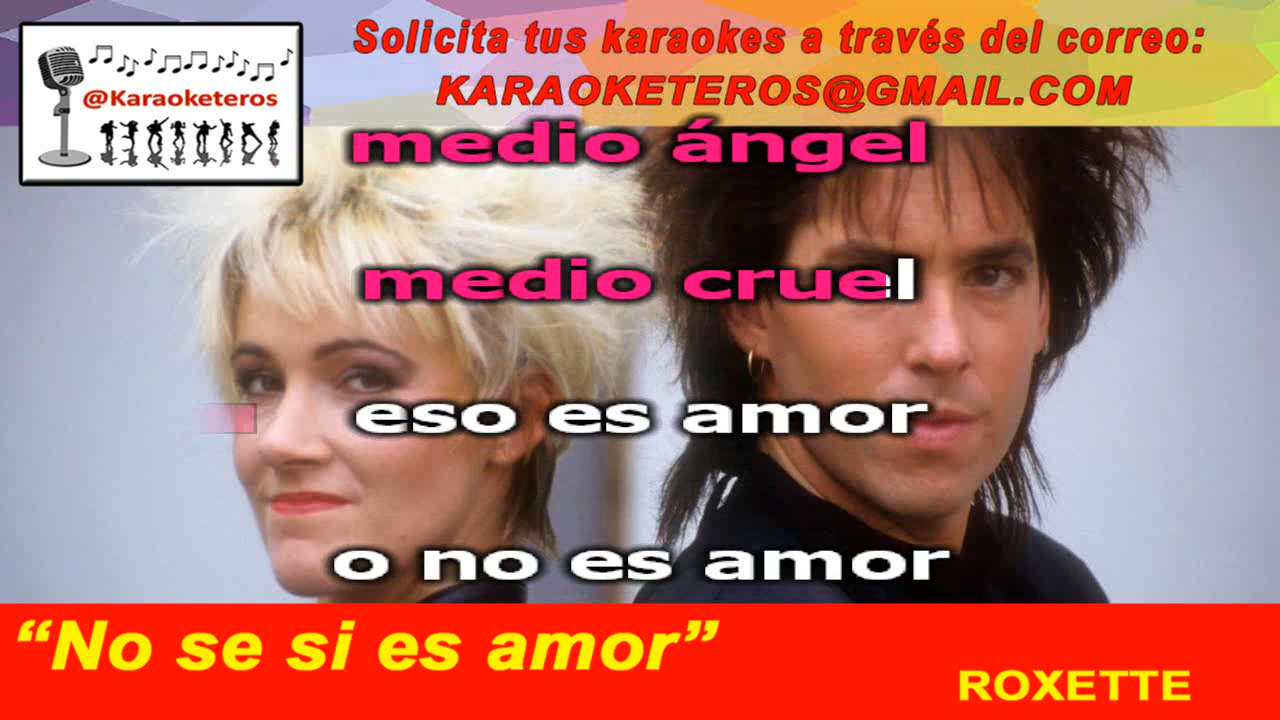 Solicita tus karaokes a través del correo:
KARAOKETEROS@GMAIL.COM
@Karaoketeros
medio ángel
medio cruel
eso es amor
o no es amor
“No se si es amor”
ROXETTE